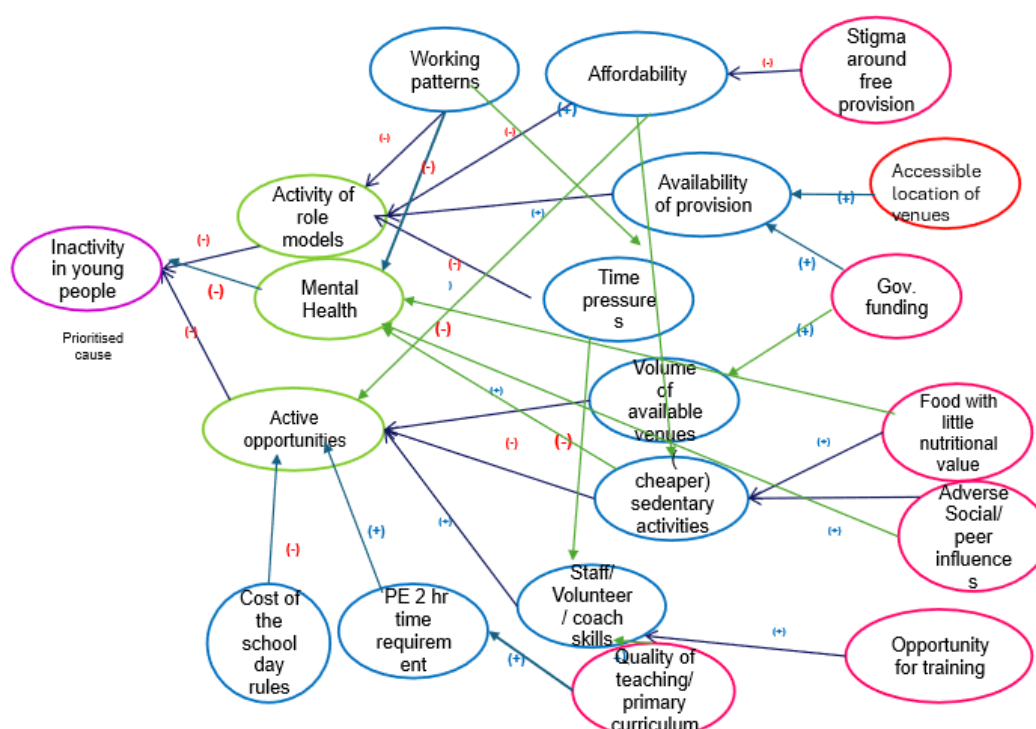 Working
patterns
Affordability
Stigma
around
free
provision
(-)
(+)
(-)
(-)
(-)
Activity of
role
models
Availability
of provision
Accessible
location of
venues
(+)
(+)
Inactivity
in young
people
(-)
(-)
(+)
Mental
Health
(-)
)
Time
pressure
s
Gov.
funding
Prioritised
cause
(-)
(-)
(+)
Active
opportunities
Volume
of
available
venues
(+)
Food with
little
nutritional
value
(-)
(-)
(+)
(
cheaper)
sedentary
activities
Adverse
Social/
peer
influence
s
(+)
(+)
(+)
(-)
Cost of
the
school
day
rules
PE 2 hr
time
requirem
ent
Staff/
Volunteer
/ coach
skills
(+)
Opportunity
for training
(+)
Quality of
teaching/
primary
curriculum